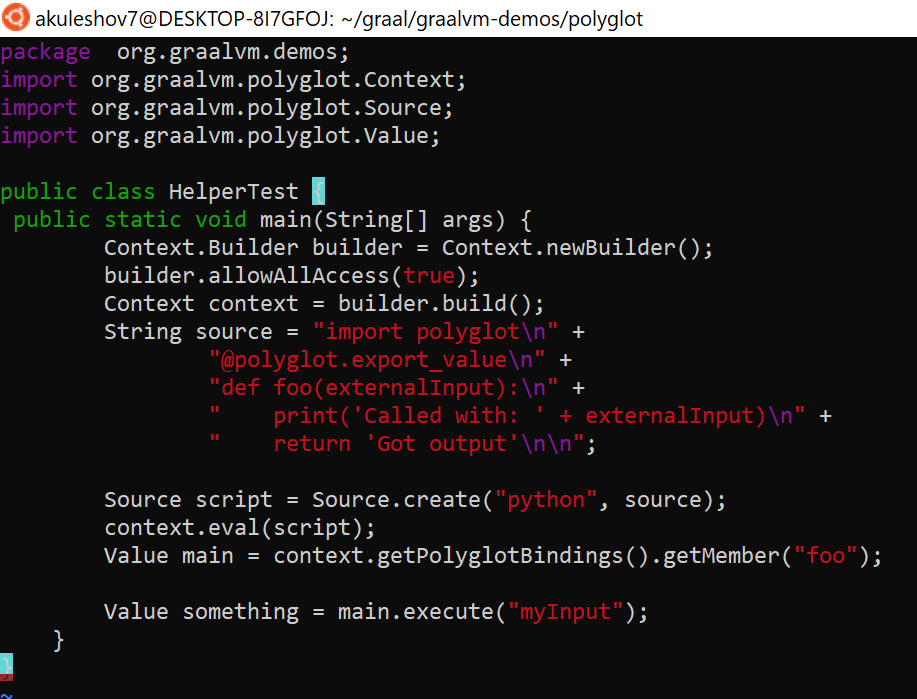 akuleshov7@DESKTOP-8I7GFOJ: ~/graal/graalvm-demos/polyglot
package  org.graalvm.demos;
import org.graalvm.polyglot.Context;
import org.graalvm.polyglot.Source;
import org.graalvm.polyglot.Value;

public class HelperTest {
 public static void main(String[] args) {
        Context.Builder builder = Context.newBuilder();
        builder.allowAllAccess(true);
        Context context = builder.build();
        String source = "import polyglot\n" +
                "@polyglot.export_value\n" +
                "def foo(externalInput):\n" +
                "    print('Called with: ' + externalInput)\n" +
                "    return 'Got output'\n\n";

        Source script = Source.create("python", source);
        context.eval(script);
        Value main = context.getPolyglotBindings().getMember("foo");

        Value something = main.execute("myInput");
    }
}
~